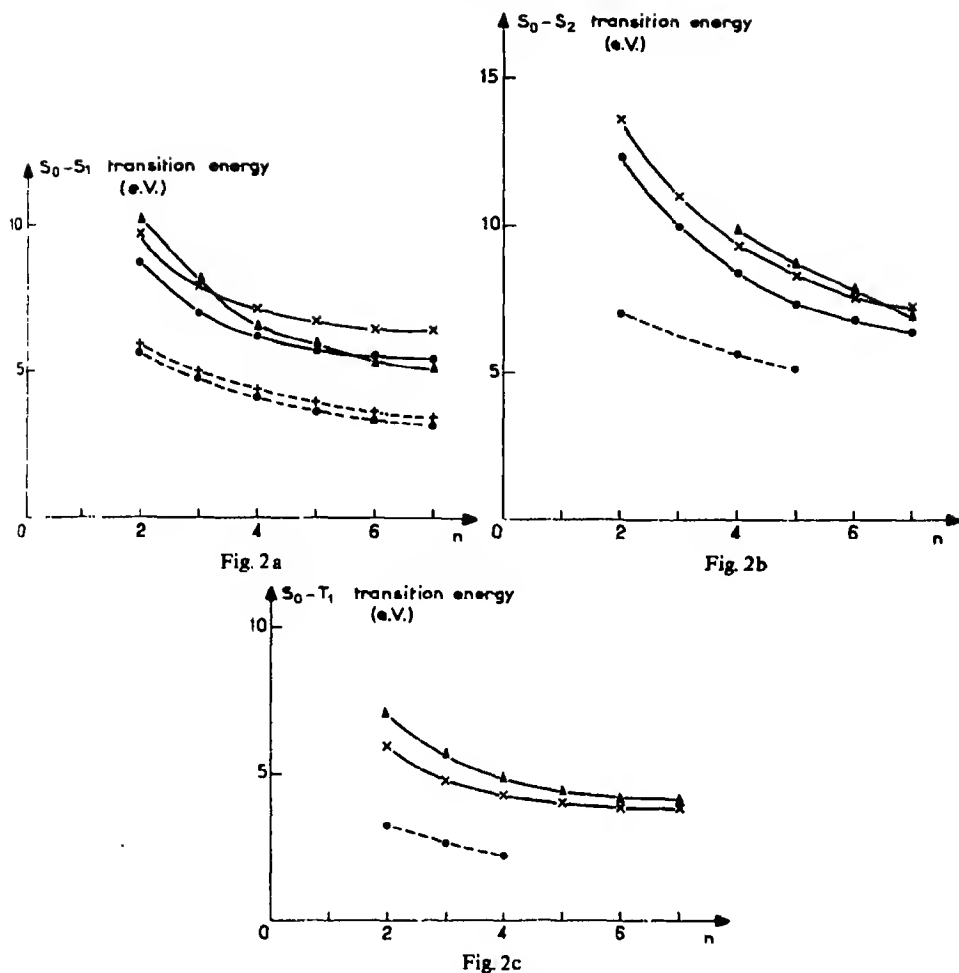 S₀-S₁ transition energy
(e.V.)
10
5
0
2
4
6
n
Fig. 2a
S₀-S₂ transition energy
(e.V.)
15
10
5
0
2
4
6
n
Fig. 2b
S₀-T₁ transition energy
(e.V.)
10
5
0
2
4
6
n
Fig. 2c